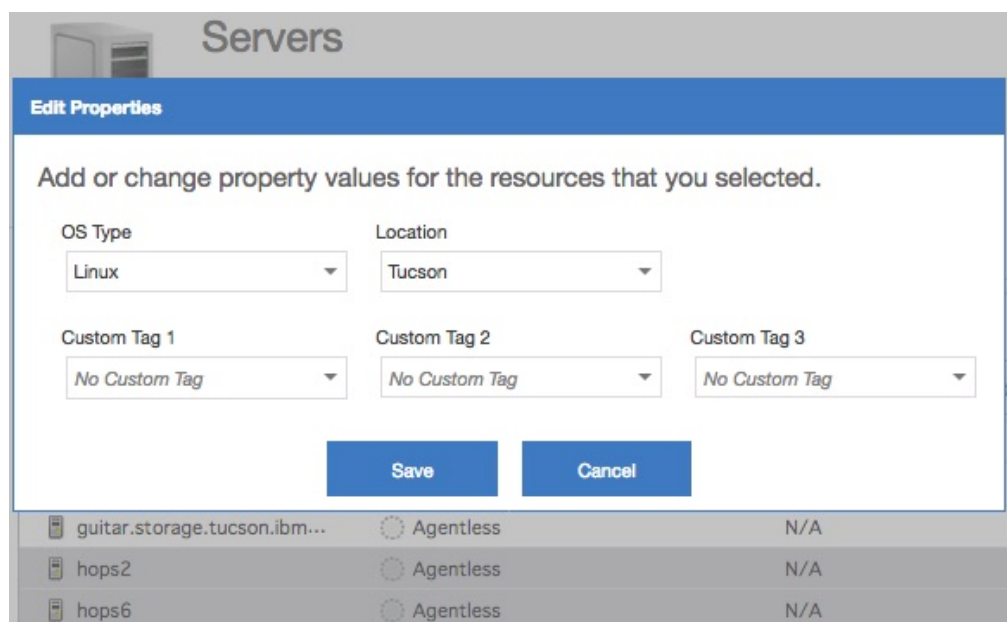 Servers
Edit Properties
Add or change property values for the resources that you selected.
OS Type Location
Linux Tucson
Custom Tag 1 Custom Tag 2 Custom Tag 3
No Custom Tag No Custom Tag No Custom Tag
Save Cancel
guitar.storage.tucson.ibm... Agentless N/A
hops2 Agentless N/A
hops6 Agentless N/A